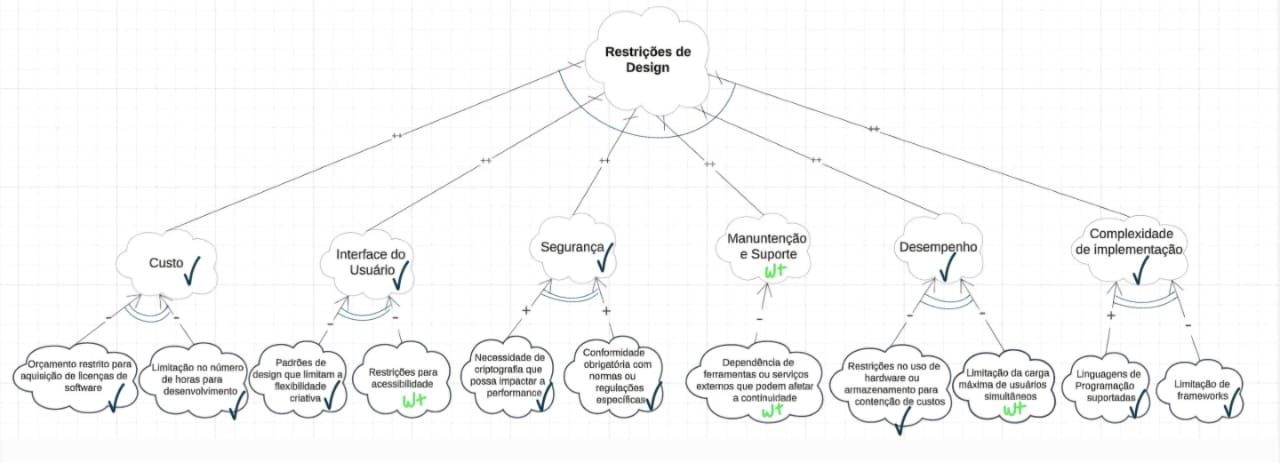 Restrições de
Design
++
++
++
++
++
++
Custo
Interface do
Usuário
Segurança
Manuntenção
e Suporte
W+
Desempenho
Complexidade
de implementação
-
-
-
-
+
+
-
-
-
+
-
Orçamento restrito para
aquisição de licenças de
software
Limitação no número
de horas para
desenvolvimento
Padrões de
design que limitam a
flexibilidade
criativa
Restrições para
acessibilidade
W+
Necessidade de
criptografia que
possa impactar a
performance
Conformidade
obrigatória com
normas ou
regulações
específicas
Dependência de
ferramentas ou serviços
externos que podem afetar
a continuidade
W+
Restrições no uso de
hardware ou
armazenamento para
contenção de custos
Limitação da carga
máxima de usuários
simultâneos
W+
Linguagens de
Programação
suportadas
Limitação de
frameworks